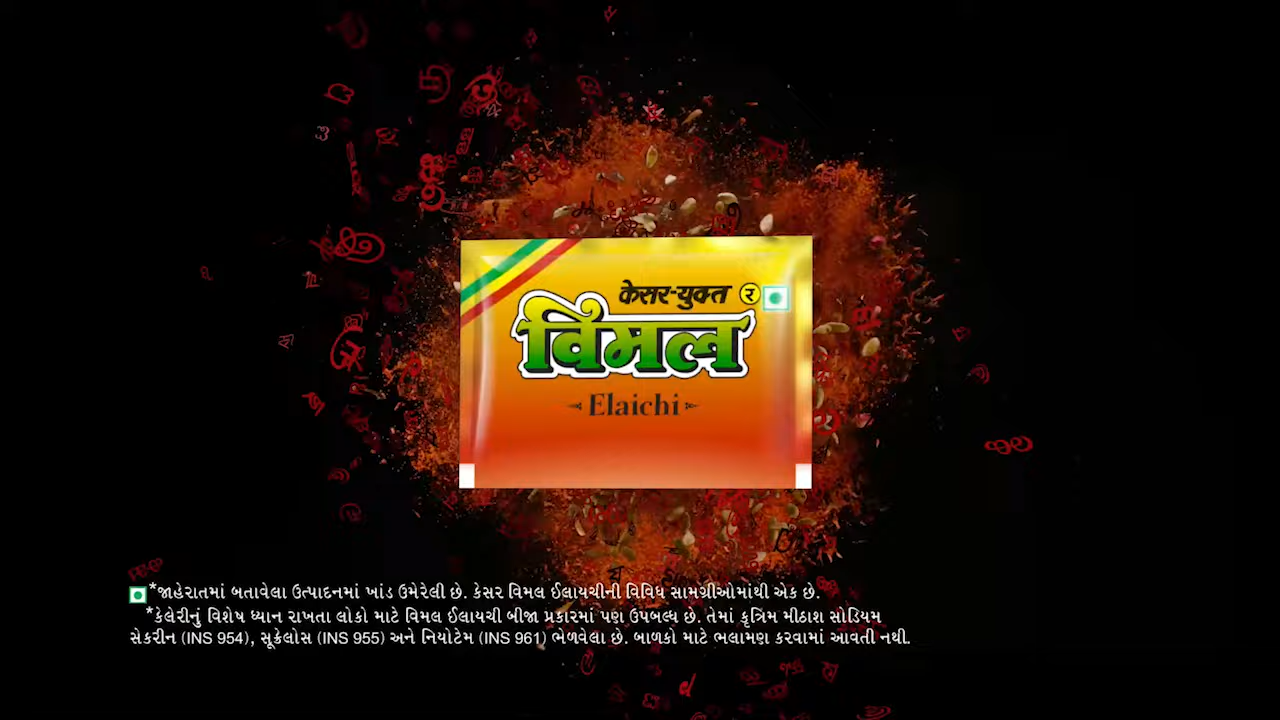 केसर-युक्त र
विमल
Elaichi
*જાહેરાતમાં બતાવેલા ઉત્પાદનમાં ખાંડ ઉમેરેલી છે. કેસર વિમલ ઈલાયચીની વિવિધ સામગ્રીઓમાંથી એક છે.
*કેલેરીનું વિશેષ ધ્યાન રાખતા લોકો માટે વિમલ ઈલાયચી બીજા પ્રકારમાં પણ ઉપબલ્ધ છે. તેમાં કૃત્રિમ મીઠાશ સોડિયમ
સેકરીન (INS 954), સૂક્રેલોસ (INS 955) અને નિયોટેમ (INS 961) ભેળવેલા છે. બાળકો માટે ભલામણ કરવામાં આવતી નથી.